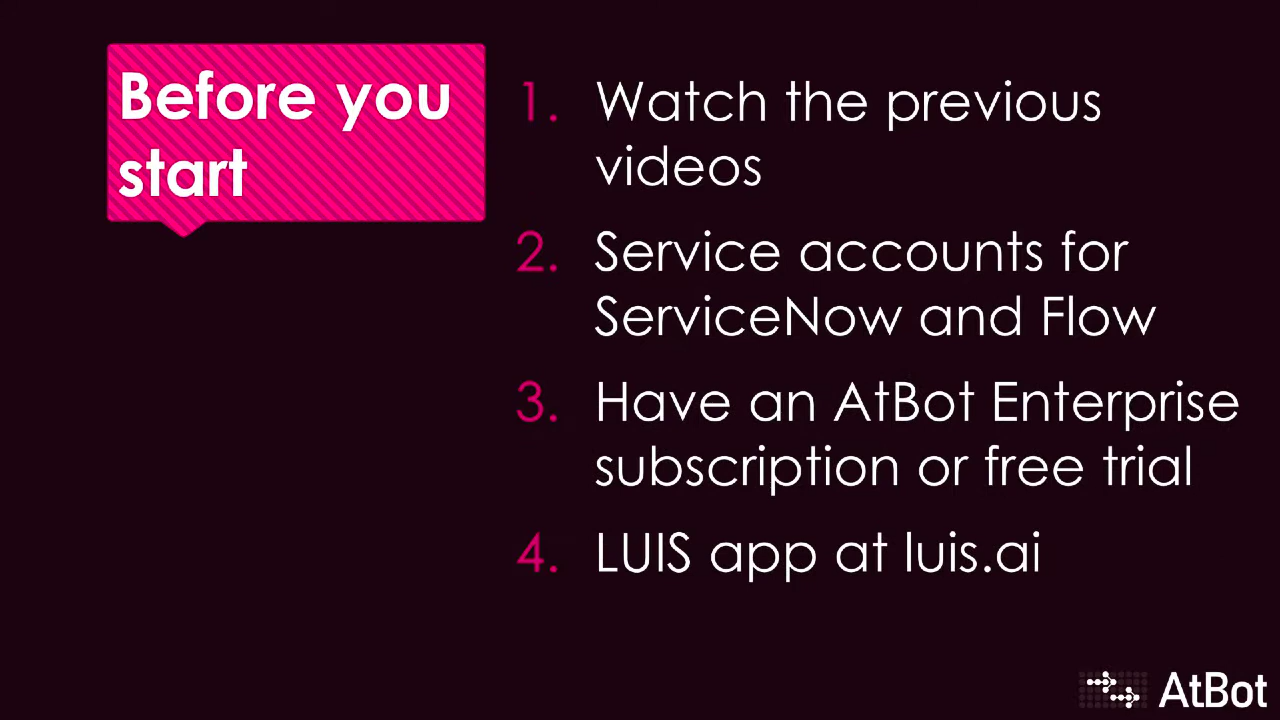 Before you
start
1. Watch the previous
videos
2. Service accounts for
ServiceNow and Flow
3. Have an AtBot Enterprise
subscription or free trial
4. LUIS app at luis.ai
AtBot